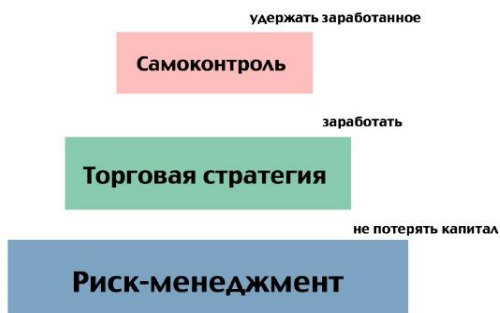 удержать заработанное
Самоконтроль
заработать
Торговая стратегия
не потерять капитал
Риск-менеджмент